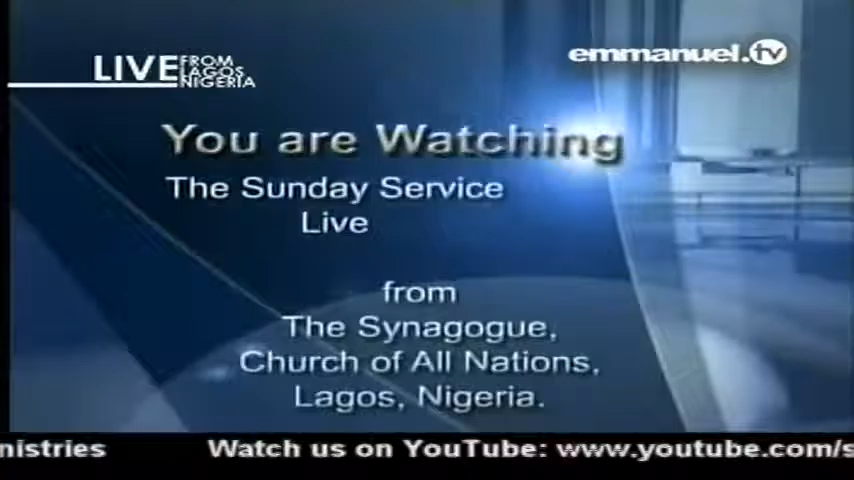 LIVE FROM
LAGOS,
NIGERIA
emmanuel.tv
You are Watching
The Sunday Service
Live
from
The Synagogue,
Church of All Nations,
Lagos, Nigeria.
nistries Watch us on YouTube: www.youtube.com/s